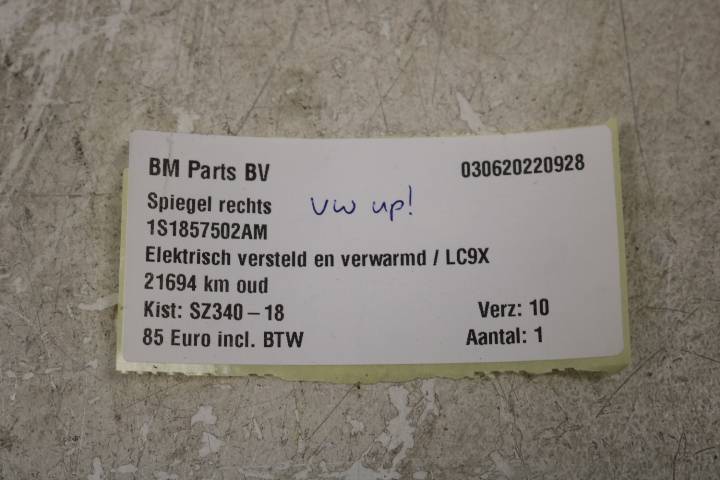 BM Parts BV 030620220928
Spiegel rechts vw up!
1S1857502AM
Elektrisch versteld en verwarmd / LC9X
21694 km oud
Kist: SZ340-18 Verz: 10
85 Euro incl. BTW Aantal: 1